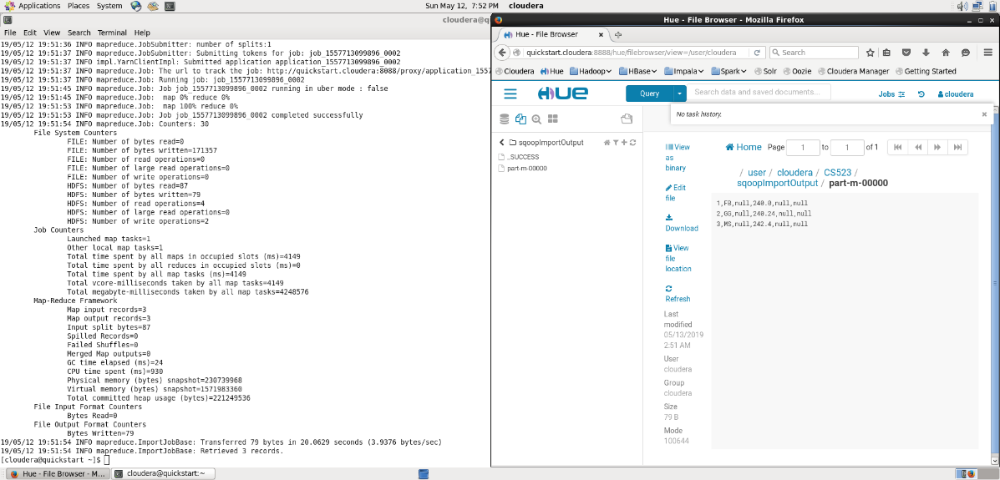 Applications Places System
Sun May 12, 7:52 PM cloudera
cloudera@q
File Edit View Search Terminal Help
19/05/12 19:51:36 INFO mapreduce.JobSubmitter: number of splits:1
19/05/12 19:51:37 INFO mapreduce.JobSubmitter: Submitting tokens for job: job_1557713099896_0002
19/05/12 19:51:37 INFO impl.YarnClientImpl: Submitted application application_1557713099896_0002
19/05/12 19:51:37 INFO mapreduce.Job: The url to track the job: http://quickstart.cloudera:8088/proxy/application_1557
19/05/12 19:51:37 INFO mapreduce.Job: Running job: job_1557713099896_0002
19/05/12 19:51:45 INFO mapreduce.Job: Job job_1557713099896_0002 running in uber mode : false
19/05/12 19:51:45 INFO mapreduce.Job:  map 0% reduce 0%
19/05/12 19:51:53 INFO mapreduce.Job:  map 100% reduce 0%
19/05/12 19:51:53 INFO mapreduce.Job: Job job_1557713099896_0002 completed successfully
19/05/12 19:51:54 INFO mapreduce.Job: Counters: 30
File System Counters
FILE: Number of bytes read=0
FILE: Number of bytes written=171357
FILE: Number of read operations=0
FILE: Number of large read operations=0
FILE: Number of write operations=0
HDFS: Number of bytes read=87
HDFS: Number of bytes written=79
HDFS: Number of read operations=4
HDFS: Number of large read operations=0
HDFS: Number of write operations=2
Job Counters
Launched map tasks=1
Other local map tasks=1
Total time spent by all maps in occupied slots (ms)=4149
Total time spent by all reduces in occupied slots (ms)=0
Total time spent by all map tasks (ms)=4149
Total vcore-milliseconds taken by all map tasks=4149
Total megabyte-milliseconds taken by all map tasks=4248576
Map-Reduce Framework
Map input records=3
Map output records=3
Input split bytes=87
Spilled Records=0
Failed Shuffles=0
Merged Map outputs=0
GC time elapsed (ms)=24
CPU time spent (ms)=930
Physical memory (bytes) snapshot=230739968
Virtual memory (bytes) snapshot=1571983360
Total committed heap usage (bytes)=221249536
File Input Format Counters
Bytes Read=0
File Output Format Counters
Bytes Written=79
19/05/12 19:51:54 INFO mapreduce.ImportJobBase: Transferred 79 bytes in 20.0629 seconds (3.9376 bytes/sec)
19/05/12 19:51:54 INFO mapreduce.ImportJobBase: Retrieved 3 records.
[cloudera@quickstart ~]$
Hue - File Browser - Mozilla Firefox
Hue - File Browser
quickstart.cloudera:8888/hue/filebrowser/view=/user/cloudera
Search
Cloudera Hue Hadoop HBase Impala Spark Solr Oozie Cloudera Manager Getting Started
HUE
Query
Search data and saved documents...
Jobs
cloudera
No task history.
sqoopImportOutput
_SUCCESS
part-m-00000
View
as
binary
Edit
file
Download
View
file
location
Refresh
Last
modified
05/13/2019
2:51 AM
User
cloudera
Group
cloudera
Size
79 B
Mode
100644
Home Page 1 to 1 of 1
/ user / cloudera / CS523 /
sqoopImportOutput / part-m-00000
1,FB,null,240.0,null,null
2,GG,null,240.24,null,null
3,MS,null,242.4,null,null
Hue - File Browser - M...
cloudera@quickstart:~